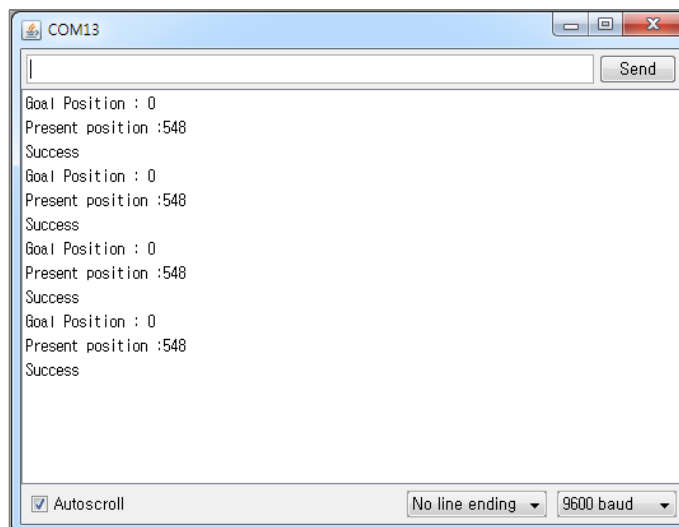 COM13
Send
Goal Position : 0
Present position :548
Success
Goal Position : 0
Present position :548
Success
Goal Position : 0
Present position :548
Success
Goal Position : 0
Present position :548
Success
Autoscroll
No line ending
9600 baud